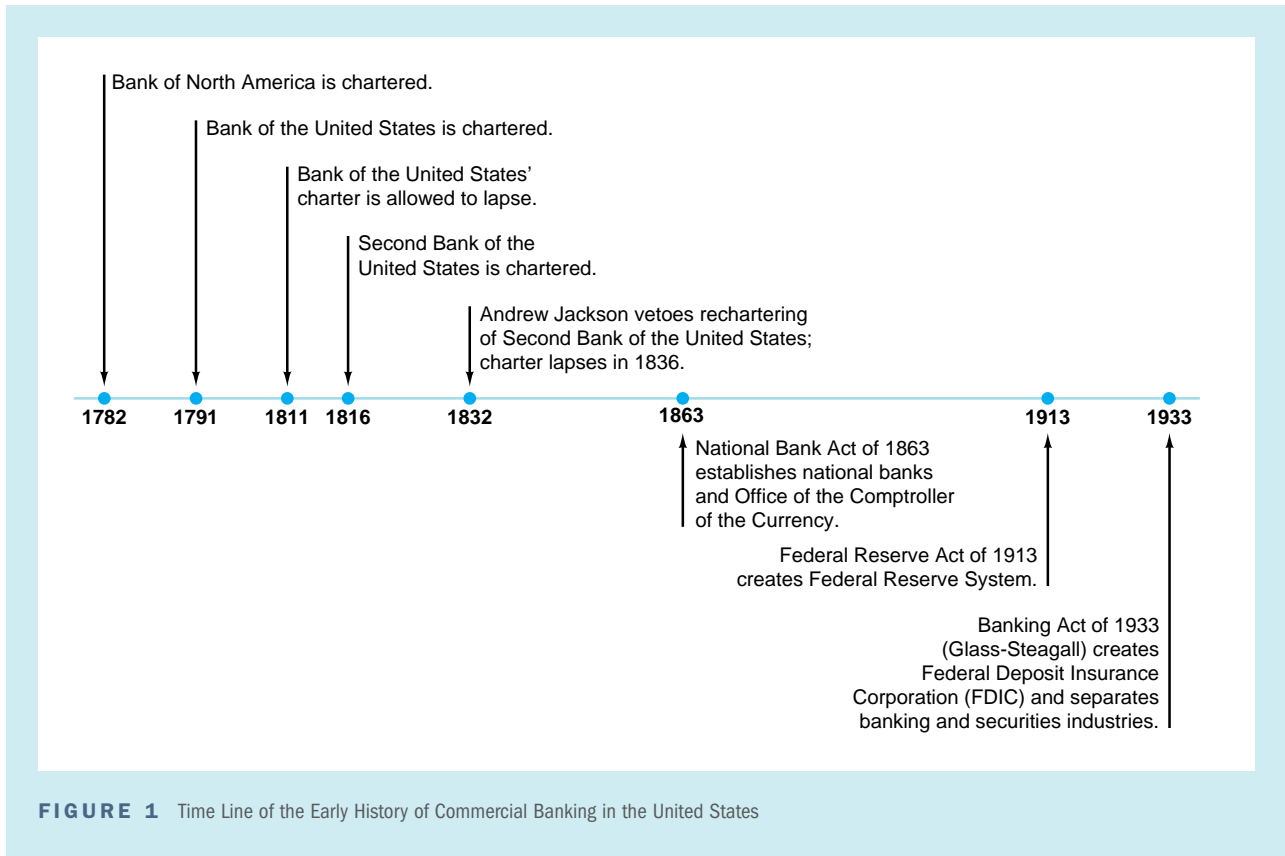 Bank of North America is chartered.
Bank of the United States is chartered.
Bank of the United States’
charter is allowed to lapse.
Second Bank of the
United States is chartered.
Andrew Jackson vetoes rechartering
of Second Bank of the United States;
charter lapses in 1836.
1782 1791 1811 1816 1832 1863 1913 1933
National Bank Act of 1863
establishes national banks
and Office of the Comptroller
of the Currency.
Federal Reserve Act of 1913
creates Federal Reserve System.
Banking Act of 1933
(Glass-Steagall) creates
Federal Deposit Insurance
Corporation (FDIC) and separates
banking and securities industries.
FIGURE 1 Time Line of the Early History of Commercial Banking in the United States